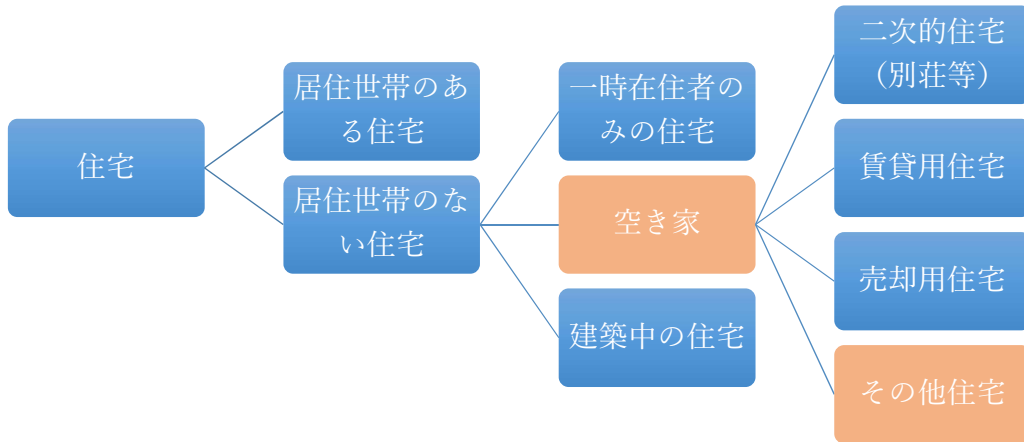 住宅
居住世帯のあ
る住宅
居住世帯のな
い住宅
一時在住者の
みの住宅
空き家
建築中の住宅
二次的住宅
（別荘等）
賃貸用住宅
売却用住宅
その他住宅